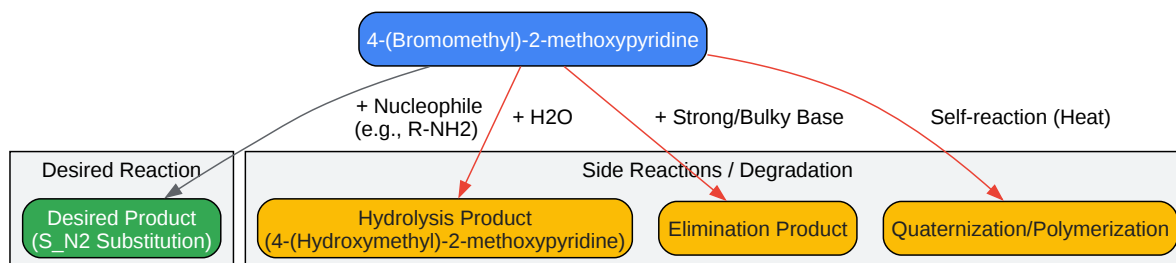 4-(Bromomethyl)-2-methoxypyridine
+ Nucleophile
(e.g., R-NH2)
+ H2O
+ Strong/Bulky Base
Self-reaction (Heat)
Desired Reaction
Side Reactions / Degradation
Desired Product
(S_N2 Substitution)
Hydrolysis Product
(4-(Hydroxymethyl)-2-methoxypyridine)
Elimination Product
Quaternization/Polymerization